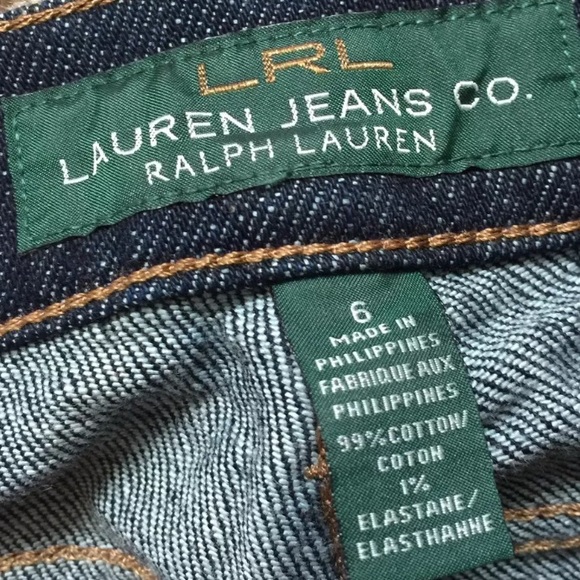 LRL
LAUREN JEANS CO.
RALPH LAUREN
6
MADE IN
PHILIPPINES
FABRIQUE AUX
PHILIPPINES
99%COTTON/
COTON
1%
ELASTANE/
ELASTHANNE